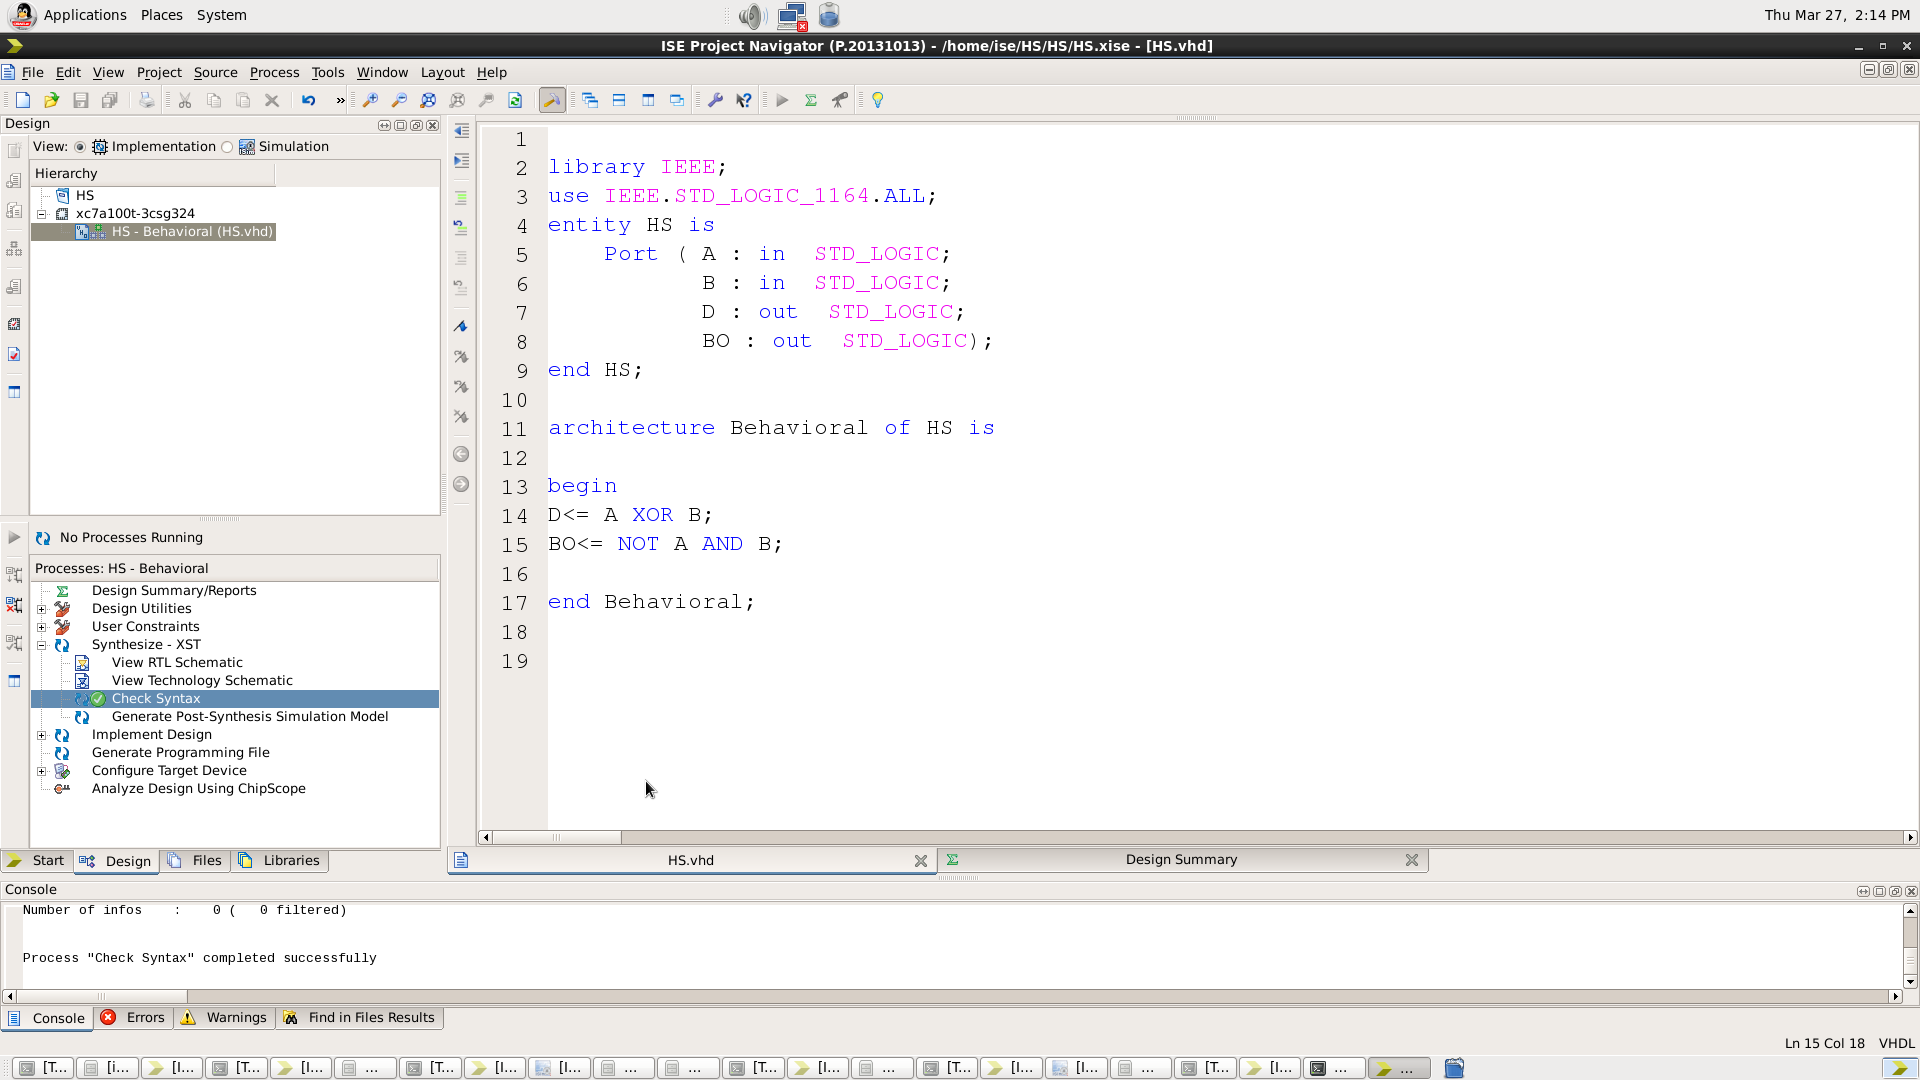 Applications Places System
Thu Mar 27, 2:14 PM
ISE Project Navigator (P.20131013) - /home/ise/HS/HS/HS.xise - [HS.vhd]
File Edit View Project Source Process Tools Window Layout Help
»
Design
View: Implementation Simulation
Hierarchy
HS
xc7a100t-3csg324
HS - Behavioral (HS.vhd)
No Processes Running
Processes: HS - Behavioral
Design Summary/Reports
Design Utilities
User Constraints
Synthesize - XST
View RTL Schematic
View Technology Schematic
Check Syntax
Generate Post-Synthesis Simulation Model
Implement Design
Generate Programming File
Configure Target Device
Analyze Design Using ChipScope
Start Design Files Libraries
1
2 library IEEE;
3 use IEEE.STD_LOGIC_1164.ALL;
4 entity HS is
5 Port ( A : in STD_LOGIC;
6 B : in STD_LOGIC;
7 D : out STD_LOGIC;
8 BO : out STD_LOGIC);
9 end HS;
10
11 architecture Behavioral of HS is
12
13 begin
14 D<= A XOR B;
15 BO<= NOT A AND B;
16
17 end Behavioral;
18
19
HS.vhd
Design Summary
Console
Number of infos : 0 ( 0 filtered)
Process "Check Syntax" completed successfully
Console Errors Warnings Find in Files Results
Ln 15 Col 18 VHDL
[T... [i... [I... [T... [I... ... [T... [I... [I... ... ... [T... [I... ... [T... [I... [I... ... [T... [I... ... ...